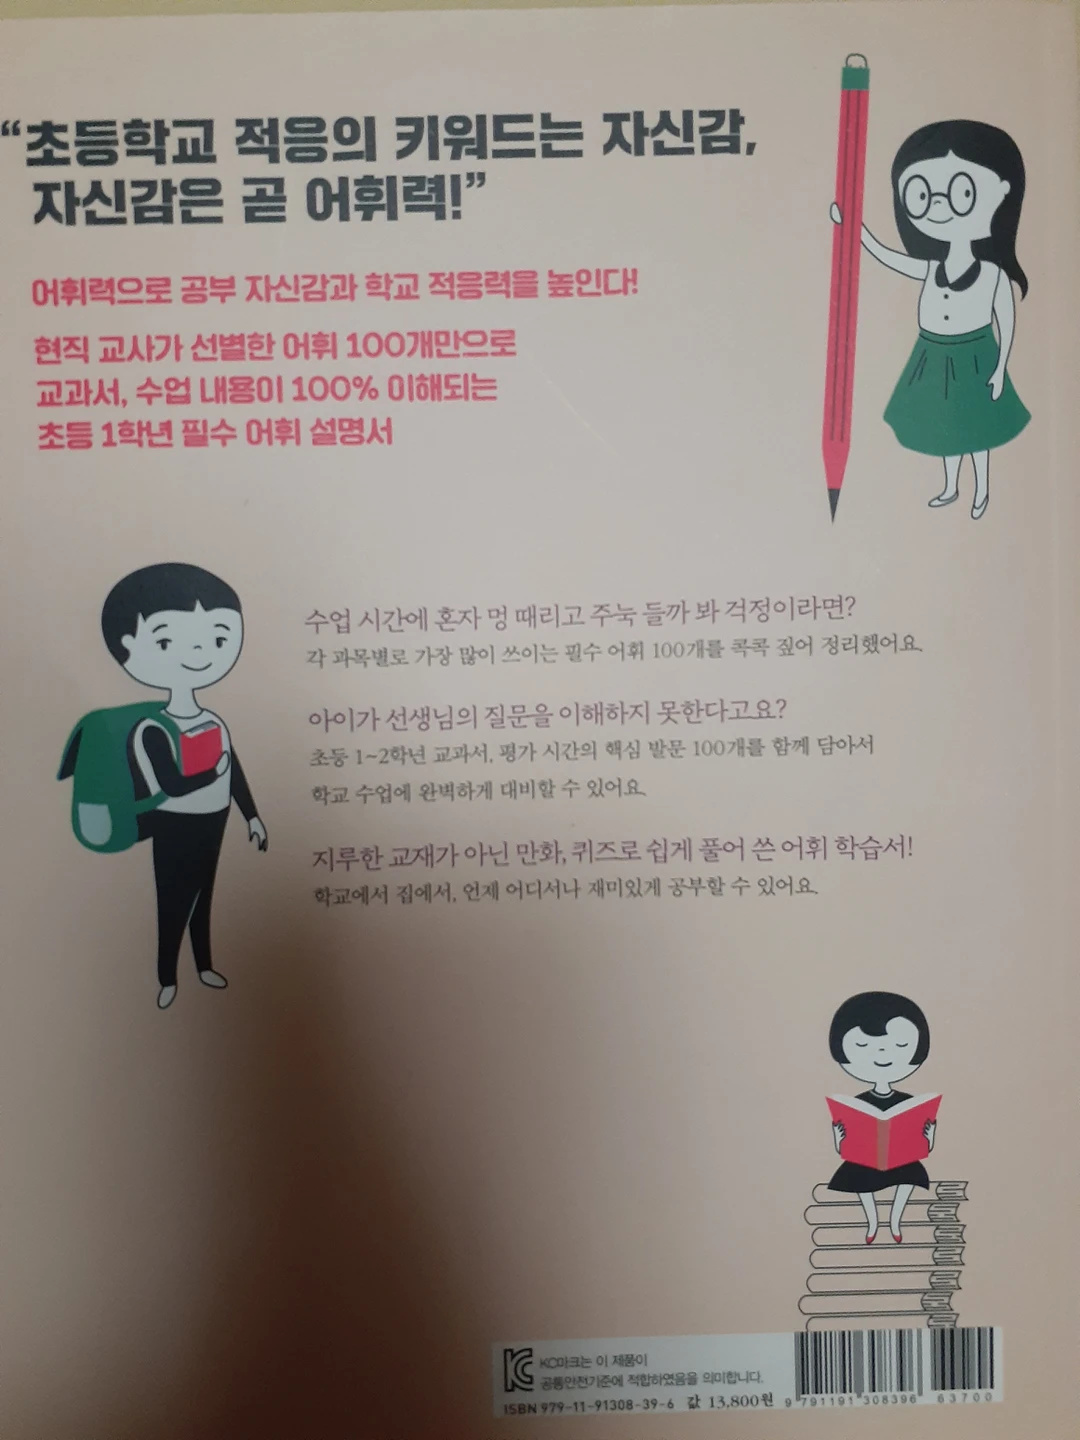 “초등학교 적응의 키워드는 자신감,
자신감은 곧 어휘력!”
어휘력으로 공부 자신감과 학교 적응력을 높인다!
현직 교사가 선별한 어휘 100개만으로
교과서, 수업 내용이 100% 이해되는
초등 1학년 필수 어휘 설명서
수업 시간에 혼자 멍 때리고 주눅 들까 봐 걱정이라면?
각 과목별로 가장 많이 쓰이는 필수 어휘 100개를 콕콕 짚어 정리했어요.
아이가 선생님의 질문을 이해하지 못한다고요?
초등 1~2학년 교과서, 평가 시간의 핵심 발문 100개를 함께 담아서
학교 수업에 완벽하게 대비할 수 있어요.
지루한 교재가 아닌 만화, 퀴즈로 쉽게 풀어 쓴 어휘 학습서!
학교에서 집에서, 언제 어디서나 재미있게 공부할 수 있어요.
KC마크는 이 제품이
공통안전기준에 적합하였음을 의미합니다.
ISBN 979-11-91308-39-6 값 13,800원
9 791191 308396 63700